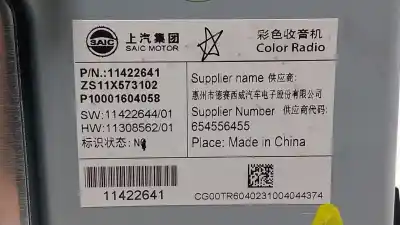 SAIC
上汽集团
SAIC MOTOR
彩色收音机
Color Radio
P/N.:11422641
ZS11X573102
P10001604058
SW:11422644/01
HW:11308562/01
标识状态:
Supplier name 供应商:
惠州市德赛西威汽车电子股份有限公司
Supplier Number 供应商代码:
654556455
Place: Made in China
11422641
CG00TR6040231004044374